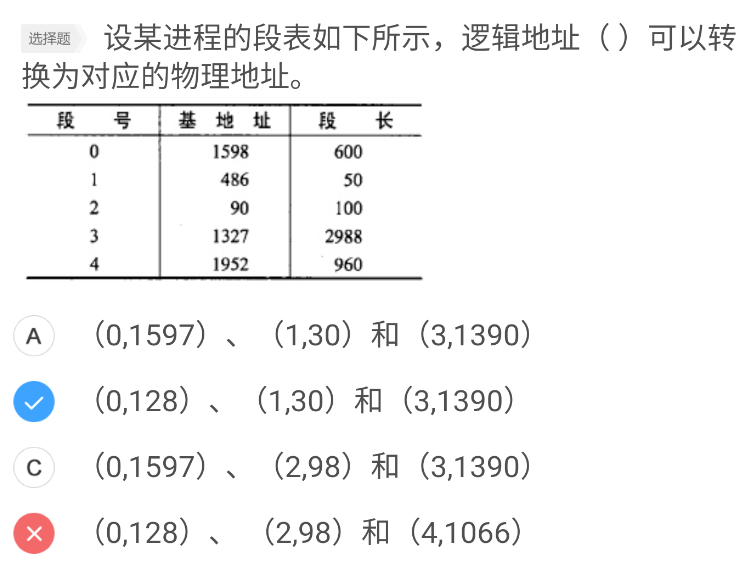 选择题 设某进程的段表如下所示，逻辑地址（ ）可以转
换为对应的物理地址。
段 号 基 地 址 段 长
0 1598 600
1 486 50
2 90 100
3 1327 2988
4 1952 960
A （0,1597）、（1,30）和（3,1390）
（0,128）、（1,30）和（3,1390）
C （0,1597）、（2,98）和（3,1390）
（0,128）、（2,98）和（4,1066）